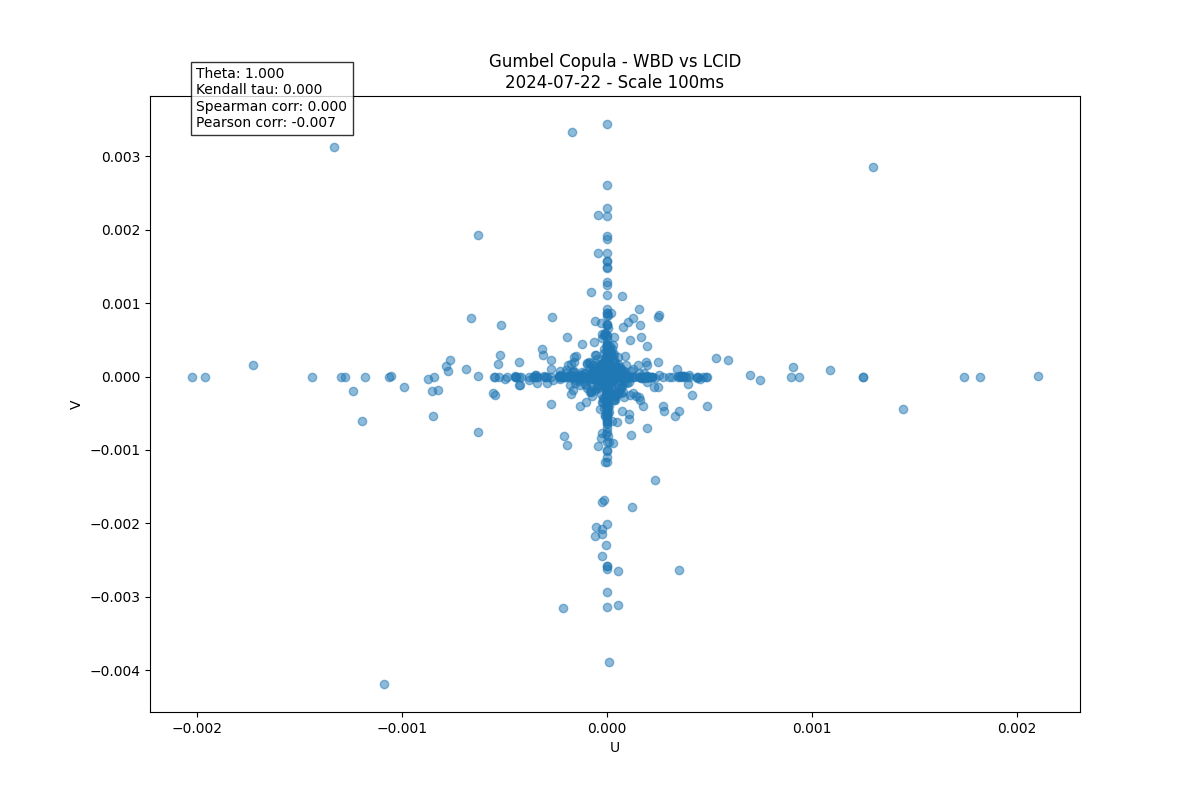 Gumbel Copula - WBD vs LCID
2024-07-22 - Scale 100ms
Theta: 1.000
Kendall tau: 0.000
Spearman corr: 0.000
Pearson corr: -0.007
V
0.003
0.002
0.001
0.000
−0.001
−0.002
−0.003
−0.004
−0.002
−0.001
0.000
0.001
0.002
U